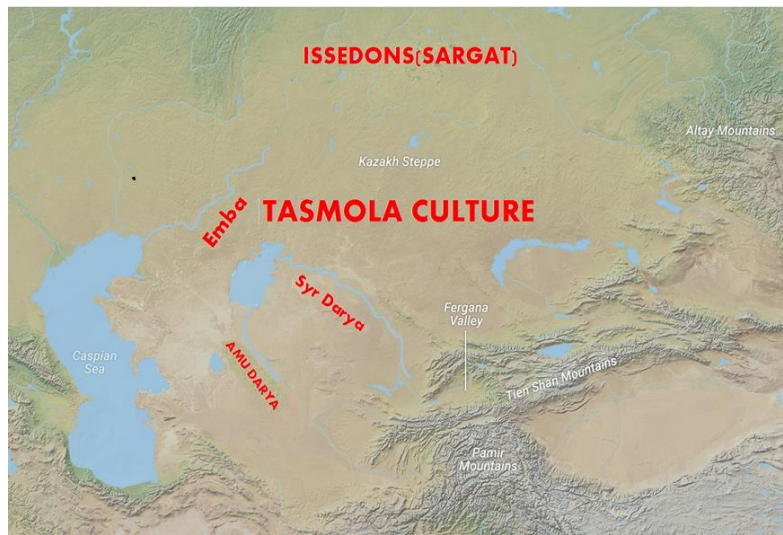 ISSEDONS(SARGAT)
Altay Mountains
Kazakh Steppe
TASMOLA CULTURE
Emba
Syr Darya
Fergana
Valley
AMU DARYA
Caspian
Sea
Tien Shan Mountains
Pamir
Mountains